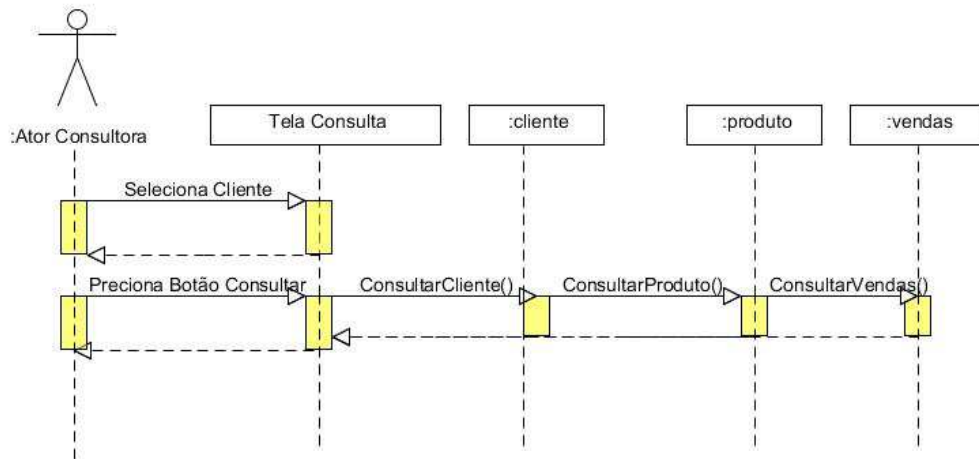 :Ator Consultora
Tela Consulta
:cliente
:produto
:vendas
Seleciona Cliente
Preciona Botão Consultar
ConsultarCliente()
ConsultarProduto()
ConsultarVendas()